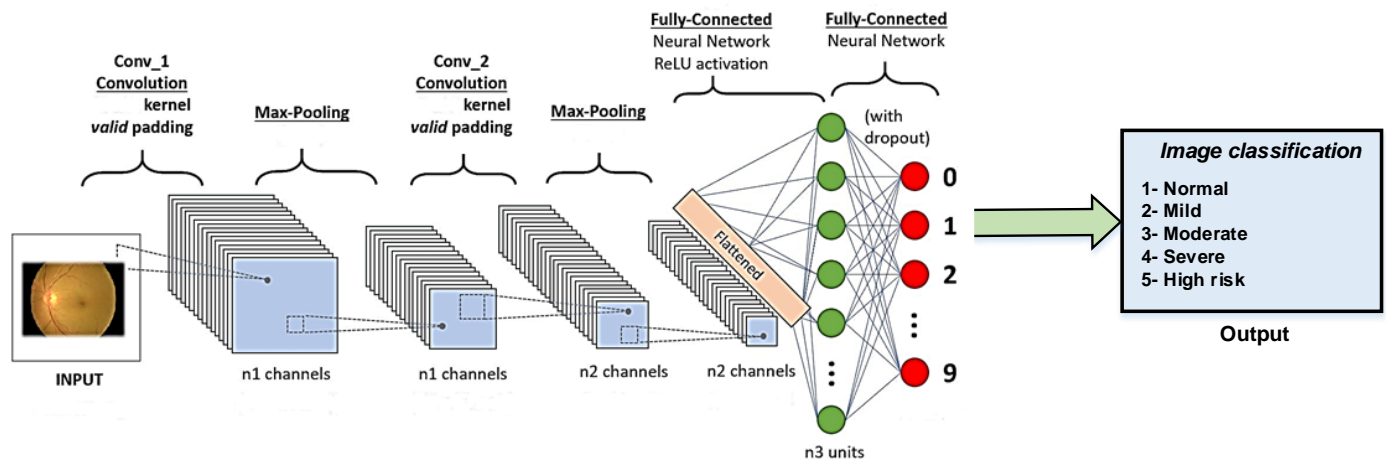 Conv_1
Convolution
kernel
valid padding
Max-Pooling
Conv_2
Convolution
kernel
valid padding
Max-Pooling
Fully-Connected
Neural Network
ReLU activation
Fully-Connected
Neural Network
(with
dropout)
Flattened
0
1
2
9
INPUT
n1 channels
n1 channels
n2 channels
n2 channels
n3 units
Image classification
1- Normal
2- Mild
3- Moderate
4- Severe
5- High risk
Output